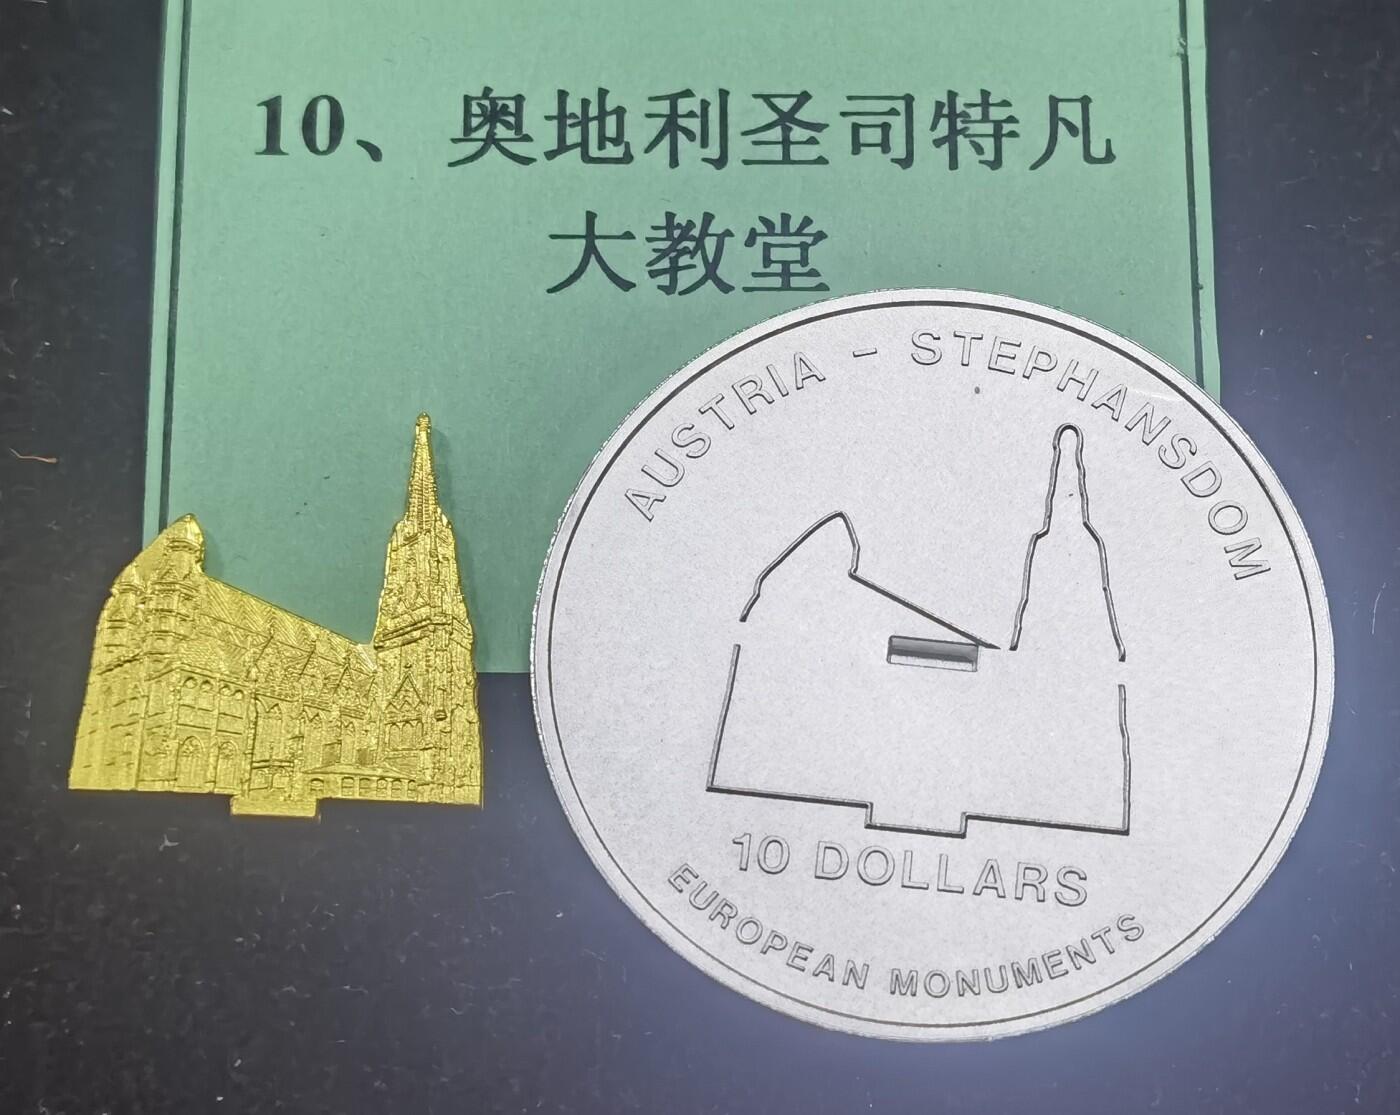 10、奥地利圣司特凡
大教堂
AUSTRIA - STEPHANSDOM
10 DOLLARS
EUROPEAN MONUMENTS